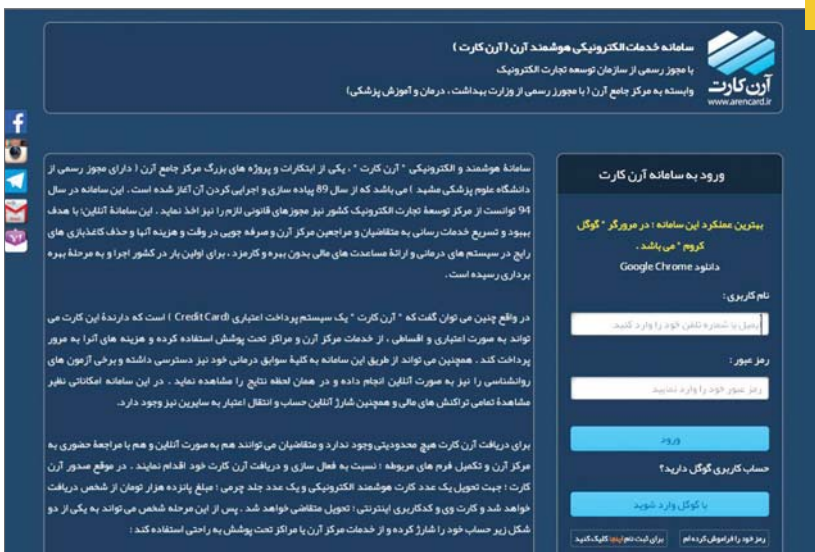 سامانه خدمات الکترونیکی هوشمند آرن ( آرن کارت )
با مجوز رسمی از سازمان توسعه تجارت الکترونیک
وابسته به مرکز جامع آرن ( با مجورز رسمی از وزارت بهداشت ، درمان و آموزش پزشکی)
آرن کارت
www.arencard.ir
ورود به سامانه آرن کارت
بهترین عملکرد این سامانه : در مرورگر " گوگل
کروم " می باشد .
دانلود Google Chrome
نام کاربری :
ایمیل یا شماره تلفن خود را وارد کنید.
رمز عبور :
رمز عبور خود را وارد نمایید
ورود
حساب کاربری گوگل دارید؟
با گوگل وارد شوید
رمز خود را فراموش کرده ام
برای ثبت نام اینجا کلیک کنید
سامانهٔ هوشمند و الکترونیکی " آرن کارت " ، یکی از ابتکارات و پروژه های بزرگ مرکز جامع آرن ( دارای مجوز رسمی از
دانشگاه علوم پزشکی مشهد ) می باشد که از سال 89 پیاده سازی و اجرایی کردن آن آغاز شده است . این سامانه در سال
94 توانست از مرکز توسعهٔ تجارت الکترونیک کشور نیز مجوزهای قانونی لازم را نیز اخذ نماید . این سامانهٔ آنلاین؛ با هدف
بهبود و تسریع خدمات رسانی به متقاضیان و مراجعین مرکز آرن و صرفه جویی در وقت و هزینه آنها و حذف کاغذبازی های
رایج در سیستم های درمانی و ارائهٔ مساعدت های مالی بدون بهره و کارمزد ، برای اولین بار در کشور اجرا و به مرحلهٔ بهره
برداری رسیده است .
در واقع چنین می توان گفت که " آرن کارت " یک سیستم پرداخت اعتباری (Credit Card ) است که دارندهٔ این کارت می
تواند به صورت اعتباری و اقساطی ، از خدمات مرکز آرن و مراکز تحت پوشش استفاده کرده و هزینه های آنرا به مرور
پرداخت کند . همچنین می تواند از طریق این سامانه به کلیهٔ سوابق درمانی خود نیز دسترسی داشته و برخی آزمون های
روانشناسی را نیز به صورت آنلاین انجام داده و در همان لحظه نتایج را مشاهده نماید . در این سامانه امکاناتی نظیر
مشاهدهٔ تمامی تراکنش های مالی و همچنین شارژ آنلاین حساب و انتقال اعتبار به سایرین نیز وجود دارد.
برای دریافت آرن کارت هیچ محدودیتی وجود ندارد و متقاضیان می توانند هم به صورت آنلاین و هم با مراجعهٔ حضوری به
مرکز آرن و تکمیل فرم های مربوطه ؛ نسبت به فعال سازی و دریافت آرن کارت خود اقدام نمایند . در موقع صدور آرن
کارت ؛ جهت تحویل یک عدد کارت هوشمند الکترونیکی و یک عدد جلد چرمی ؛ مبلغ پانزده هزار تومان از شخص دریافت
خواهد شد و کارت وی و کدکاربری اینترنتی ؛ تحویل متقاضی خواهد شد . پس از این مرحله شخص می تواند به یکی از دو
شکل زیر حساب خود را شارژ کرده و از خدمات مرکز آرن یا مراکز تحت پوشش به راحتی استفاده کند :